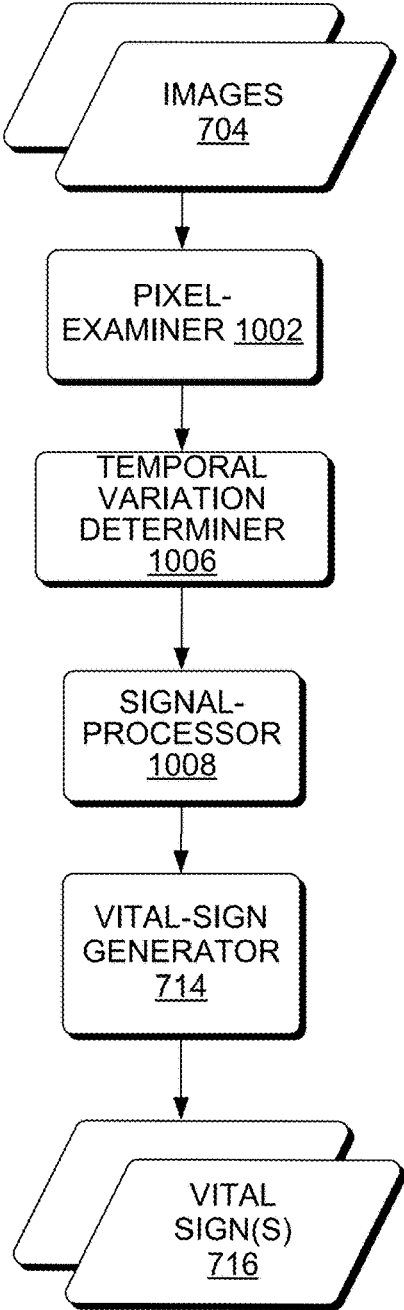 IMAGES
704
PIXEL-
EXAMINER 1002
TEMPORAL
VARIATION
DETERMINER
1006
SIGNAL-
PROCESSOR
1008
VITAL-SIGN
GENERATOR
714
VITAL
SIGN(S)
716